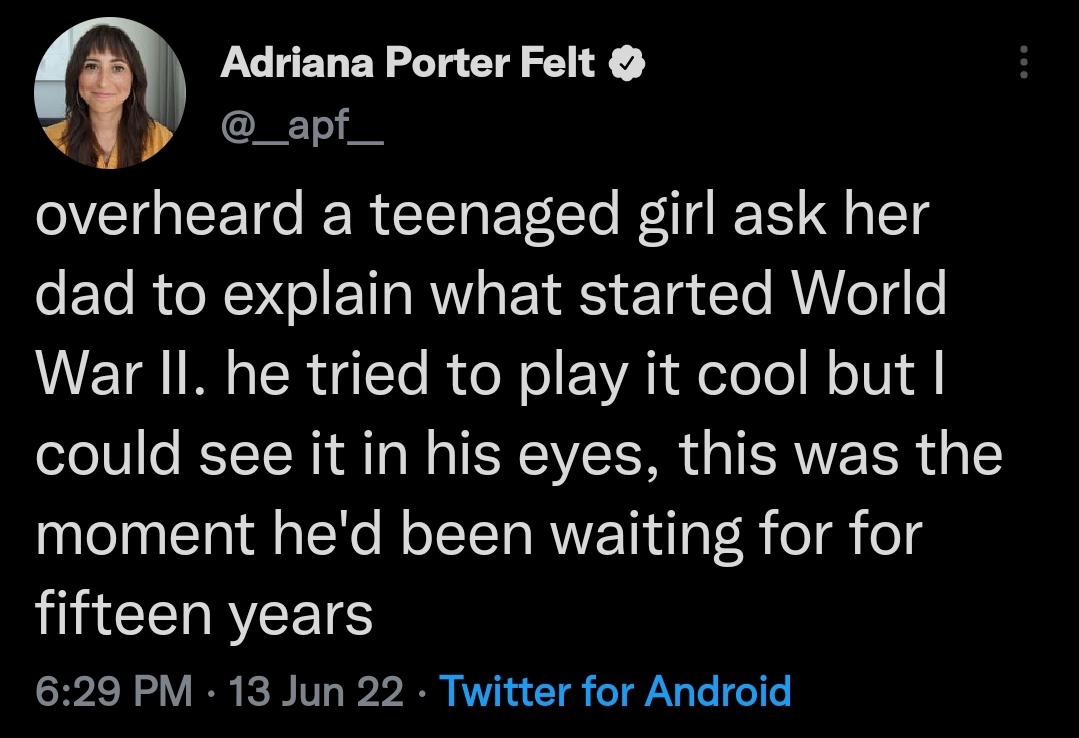 Adriana Porter Felt
@__apf__
overheard a teenaged girl ask her
dad to explain what started World
War II. he tried to play it cool but I
could see it in his eyes, this was the
moment he'd been waiting for for
fifteen years
6:29 PM · 13 Jun 22 · Twitter for Android